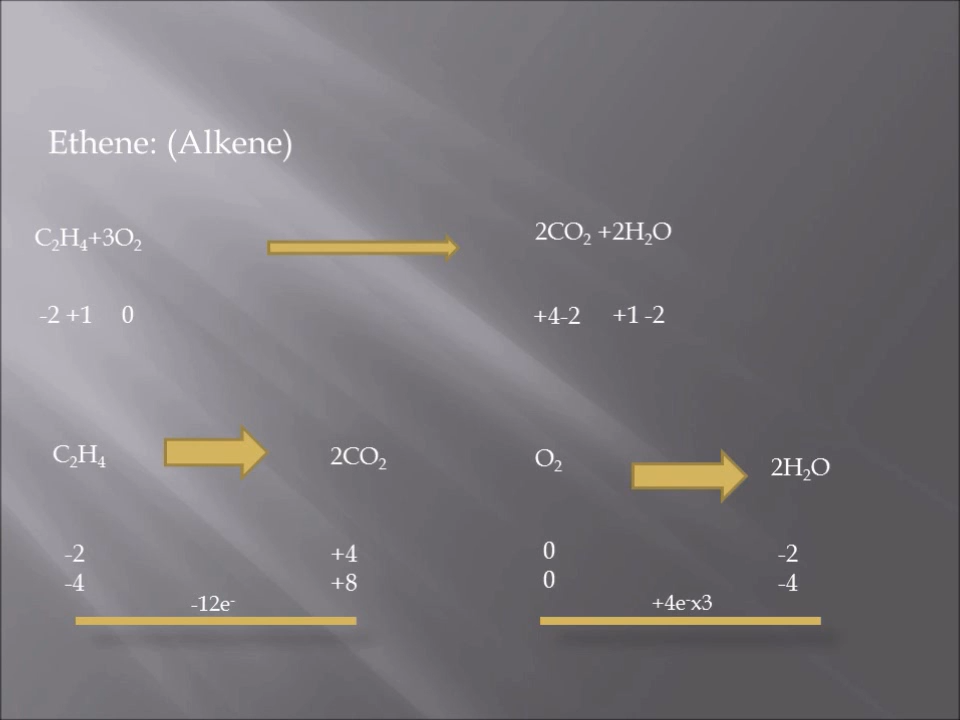 Ethene: (Alkene)
C₂H₄+3O₂
2CO₂ +2H₂O
-2 +1 0
+4-2 +1 -2
C₂H₄
2CO₂
O₂
2H₂O
-2
+4
0
-2
-4
+8
0
-4
-12e⁻
+4e⁻x3